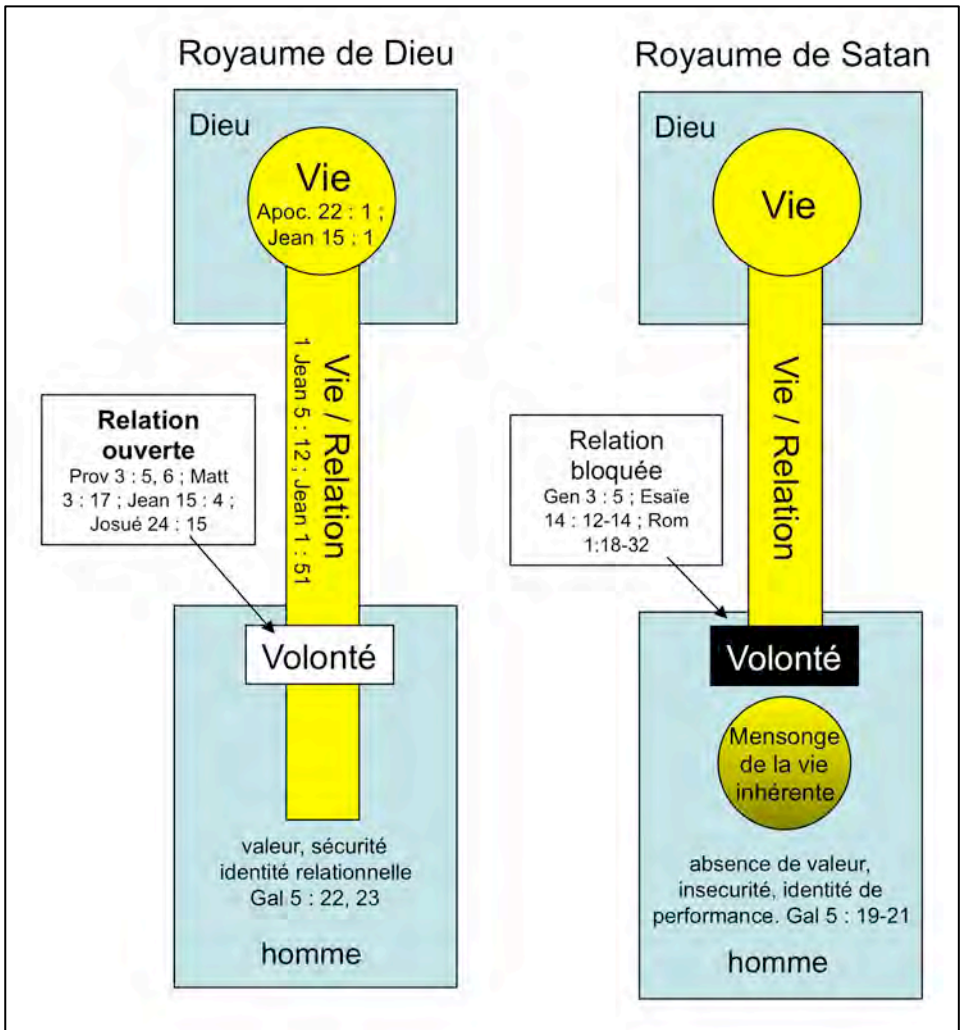 Royaume de Dieu
Dieu
Vie
Apoc. 22 : 1 ;
Jean 15 : 1
Vie / Relation
1 Jean 5 : 12 ; Jean 1 : 51
Relation
ouverte
Prov 3 : 5, 6 ; Matt
3 : 17 ; Jean 15 : 4 ;
Josué 24 : 15
Volonté
valeur, sécurité
identité relationnelle
Gal 5 : 22, 23
homme
Royaume de Satan
Dieu
Vie
Vie / Relation
Relation
bloquée
Gen 3 : 5 ; Esaïe
14 : 12-14 ; Rom
1:18-32
Volonté
Mensonge
de la vie
inhérente
absence de valeur,
insecurité, identité de
performance. Gal 5 : 19-21
homme